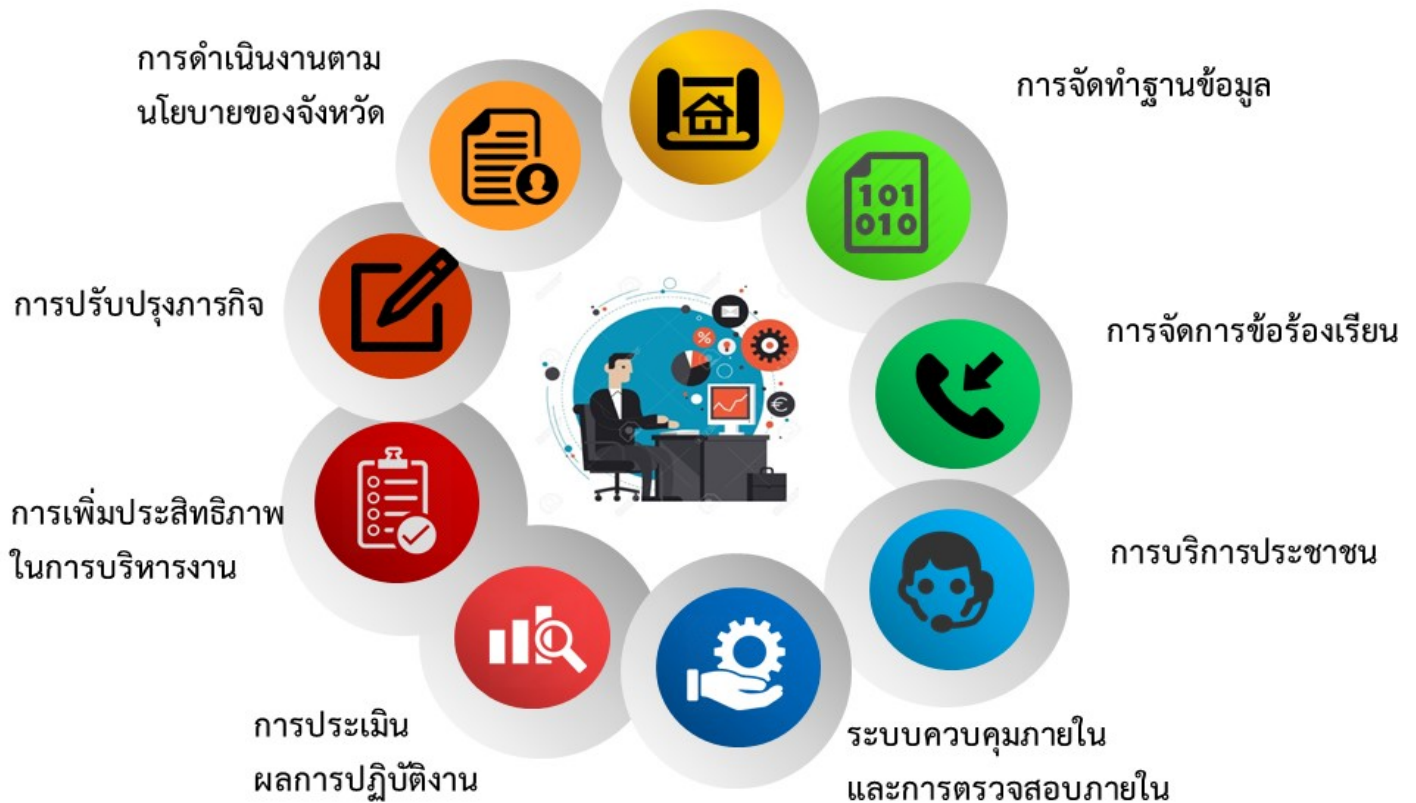 การดำเนินงานตาม
นโยบายของจังหวัด
การจัดทำฐานข้อมูล
101
010
การปรับปรุงภารกิจ
การจัดการข้อร้องเรียน
%
€
การเพิ่มประสิทธิภาพ
ในการบริหารงาน
การบริการประชาชน
การประเมิน
ผลการปฏิบัติงาน
ระบบควบคุมภายใน
และการตรวจสอบภายใน